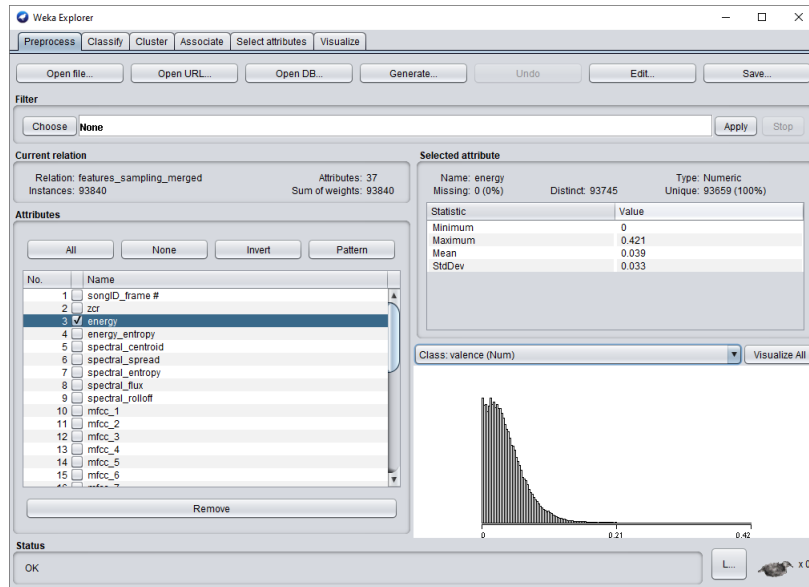 Weka Explorer
Preprocess Classify Cluster Associate Select attributes Visualize
Open file... Open URL... Open DB... Generate... Undo Edit... Save...
Filter
Choose None Apply Stop
Current relation
Relation: features_sampling_merged Attributes: 37
Instances: 93840 Sum of weights: 93840
Attributes
All None Invert Pattern
No. Name
1 songID_frame #
2 zcr
3 energy
4 energy_entropy
5 spectral_centroid
6 spectral_spread
7 spectral_entropy
8 spectral_flux
9 spectral_rolloff
10 mfcc_1
11 mfcc_2
12 mfcc_3
13 mfcc_4
14 mfcc_5
15 mfcc_6
16 mfcc_7
Remove
Selected attribute
Name: energy Type: Numeric
Missing: 0 (0%) Distinct: 93745 Unique: 93659 (100%)
Statistic Value
Minimum 0
Maximum 0.421
Mean 0.039
StdDev 0.033
Class: valence (Num) Visualize All
0 0.21 0.42
Status
OK L... x 0